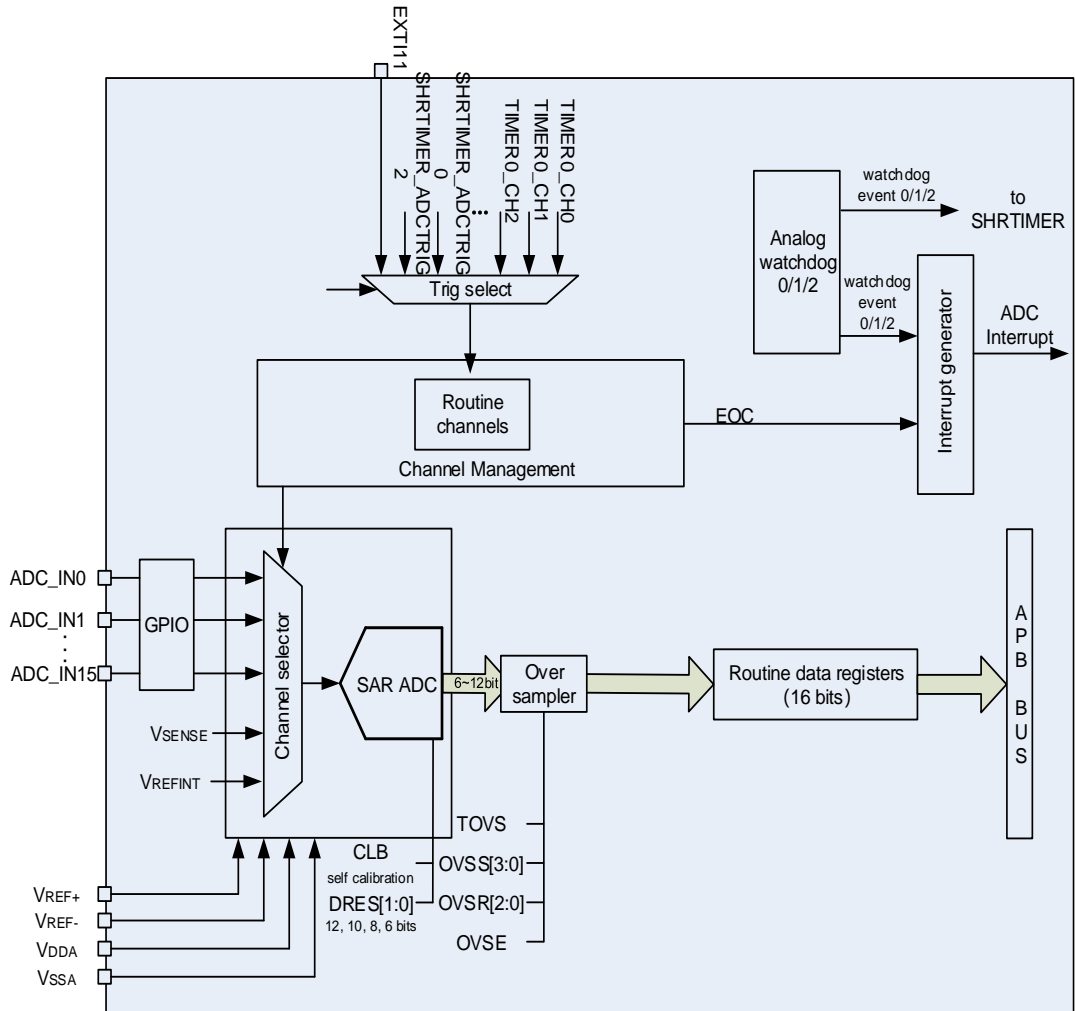 EXTI11
SHRTIMER_ADCTRIG
2
SHRTIMER_ADCTRIG
0
...
TIMER0_CH2
TIMER0_CH1
TIMER0_CH0
Trig select
Analog
watchdog
0/1/2
watchdog
event 0/1/2
to
SHRTIMER
watchdog
event
0/1/2
Interrupt generator
ADC
Interrupt
Routine
channels
Channel Management
EOC
ADC_IN0
ADC_IN1
ADC_IN15
GPIO
VSENSE
VREFINT
Channel selector
SAR ADC
6~12bit
Over
sampler
Routine data registers
(16 bits)
APB BUS
CLB
self calibration
DRES[1:0]
12, 10, 8, 6 bits
TOVS
OVSS[3:0]
OVSR[2:0]
OVSE
VREF+
VREF-
VDDA
VSSA